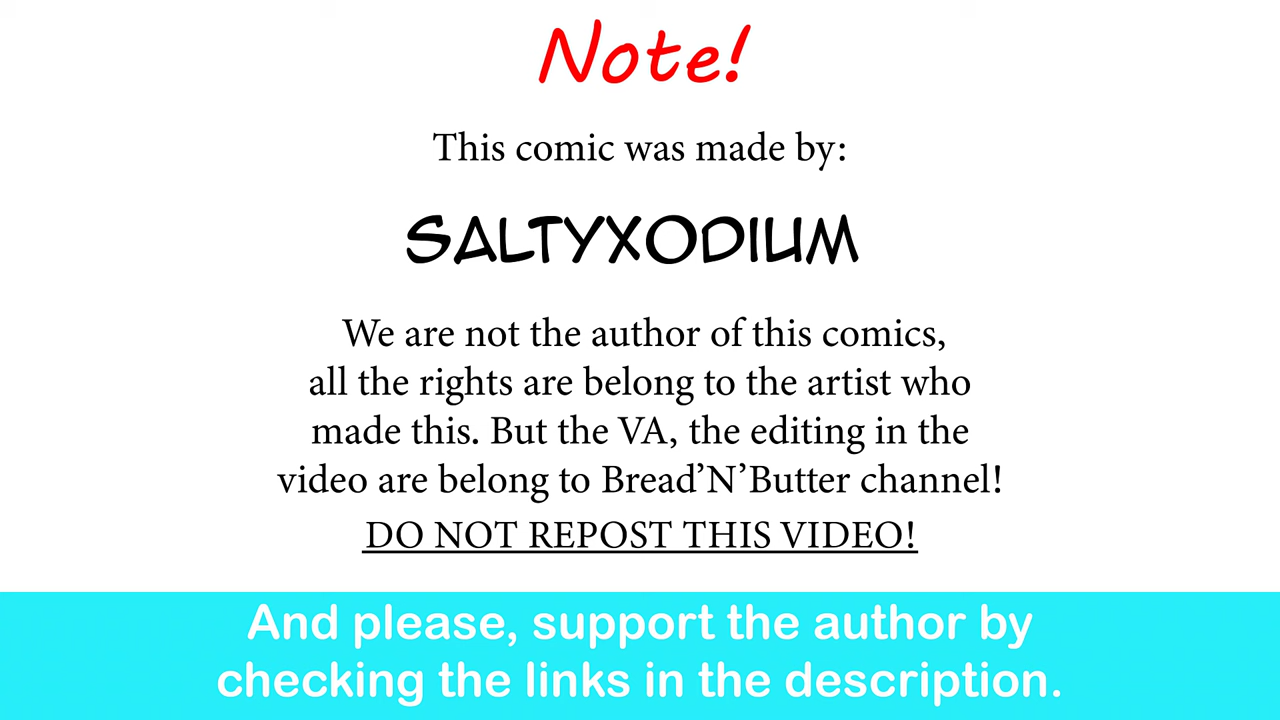 Note!
This comic was made by:
SALTYXODIUM
We are not the author of this comics,
all the rights are belong to the artist who
made this. But the VA, the editing in the
video are belong to Bread’N’Butter channel!
DO NOT REPOST THIS VIDEO!
And please, support the author by
checking the links in the description.